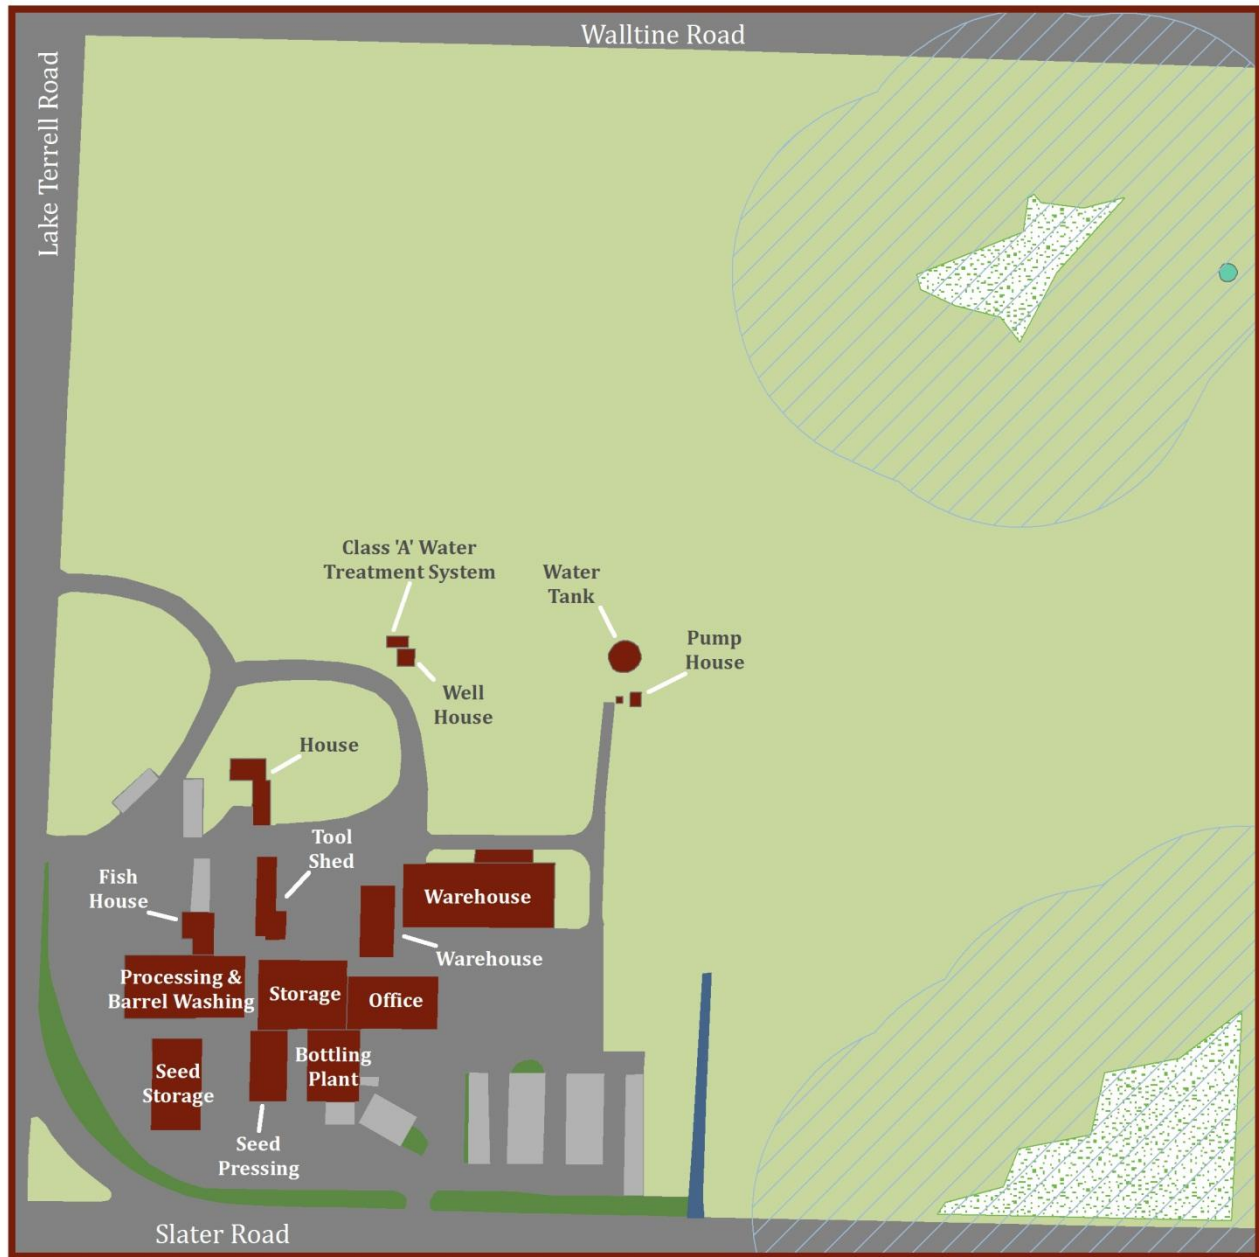 Walltine Road
Lake Terrell Road
Class 'A' Water
Treatment System
Water
Tank
Pump
House
Well
House
House
Tool
Shed
Fish
House
Warehouse
Warehouse
Processing &
Barrel Washing
Storage
Office
Seed
Storage
Bottling
Plant
Seed
Pressing
Slater Road